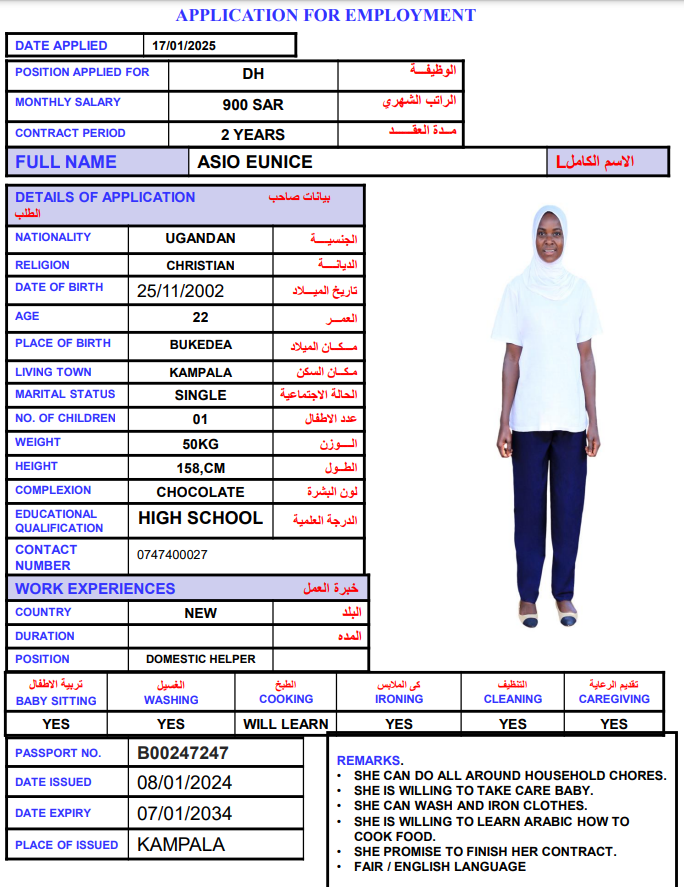 APPLICATION FOR EMPLOYMENT
DATE APPLIED 17/01/2025
POSITION APPLIED FOR DH الوظيفـــة
MONTHLY SALARY 900 SAR الراتب الشهري
CONTRACT PERIOD 2 YEARS مـدة العقـــد
FULL NAME ASIO EUNICE الاسم الكاملL
DETAILS OF APPLICATION بيانات صاحب
الطلب
NATIONALITY UGANDAN الجنسيـــة
RELIGION CHRISTIAN الديانـــة
DATE OF BIRTH 25/11/2002 تاريخ الميـــلاد
AGE 22 العمـــر
PLACE OF BIRTH BUKEDEA مـكـان الميلاد
LIVING TOWN KAMPALA مكـان السكن
MARITAL STATUS SINGLE الحالة الاجتماعية
NO. OF CHILDREN 01 عدد الاطفال
WEIGHT 50KG الـــوزن
HEIGHT 158,CM الطـول
COMPLEXION CHOCOLATE لون البشرة
EDUCATIONAL
QUALIFICATION HIGH SCHOOL الدرجة العلمية
CONTACT
NUMBER 0747400027
WORK EXPERIENCES خبرة العمل
COUNTRY NEW البلد
DURATION المده
POSITION DOMESTIC HELPER
تربية الاطفال الغسيل الطبخ كى الملابس التنظيف تقديم الرعاية
BABY SITTING WASHING COOKING IRONING CLEANING CAREGIVING
YES YES WILL LEARN YES YES YES
PASSPORT NO. B00247247
DATE ISSUED 08/01/2024
DATE EXPIRY 07/01/2034
PLACE OF ISSUED KAMPALA
REMARKS.
• SHE CAN DO ALL AROUND HOUSEHOLD CHORES.
• SHE IS WILLING TO TAKE CARE BABY.
• SHE CAN WASH AND IRON CLOTHES.
• SHE IS WILLING TO LEARN ARABIC HOW TO
COOK FOOD.
• SHE PROMISE TO FINISH HER CONTRACT.
• FAIR / ENGLISH LANGUAGE